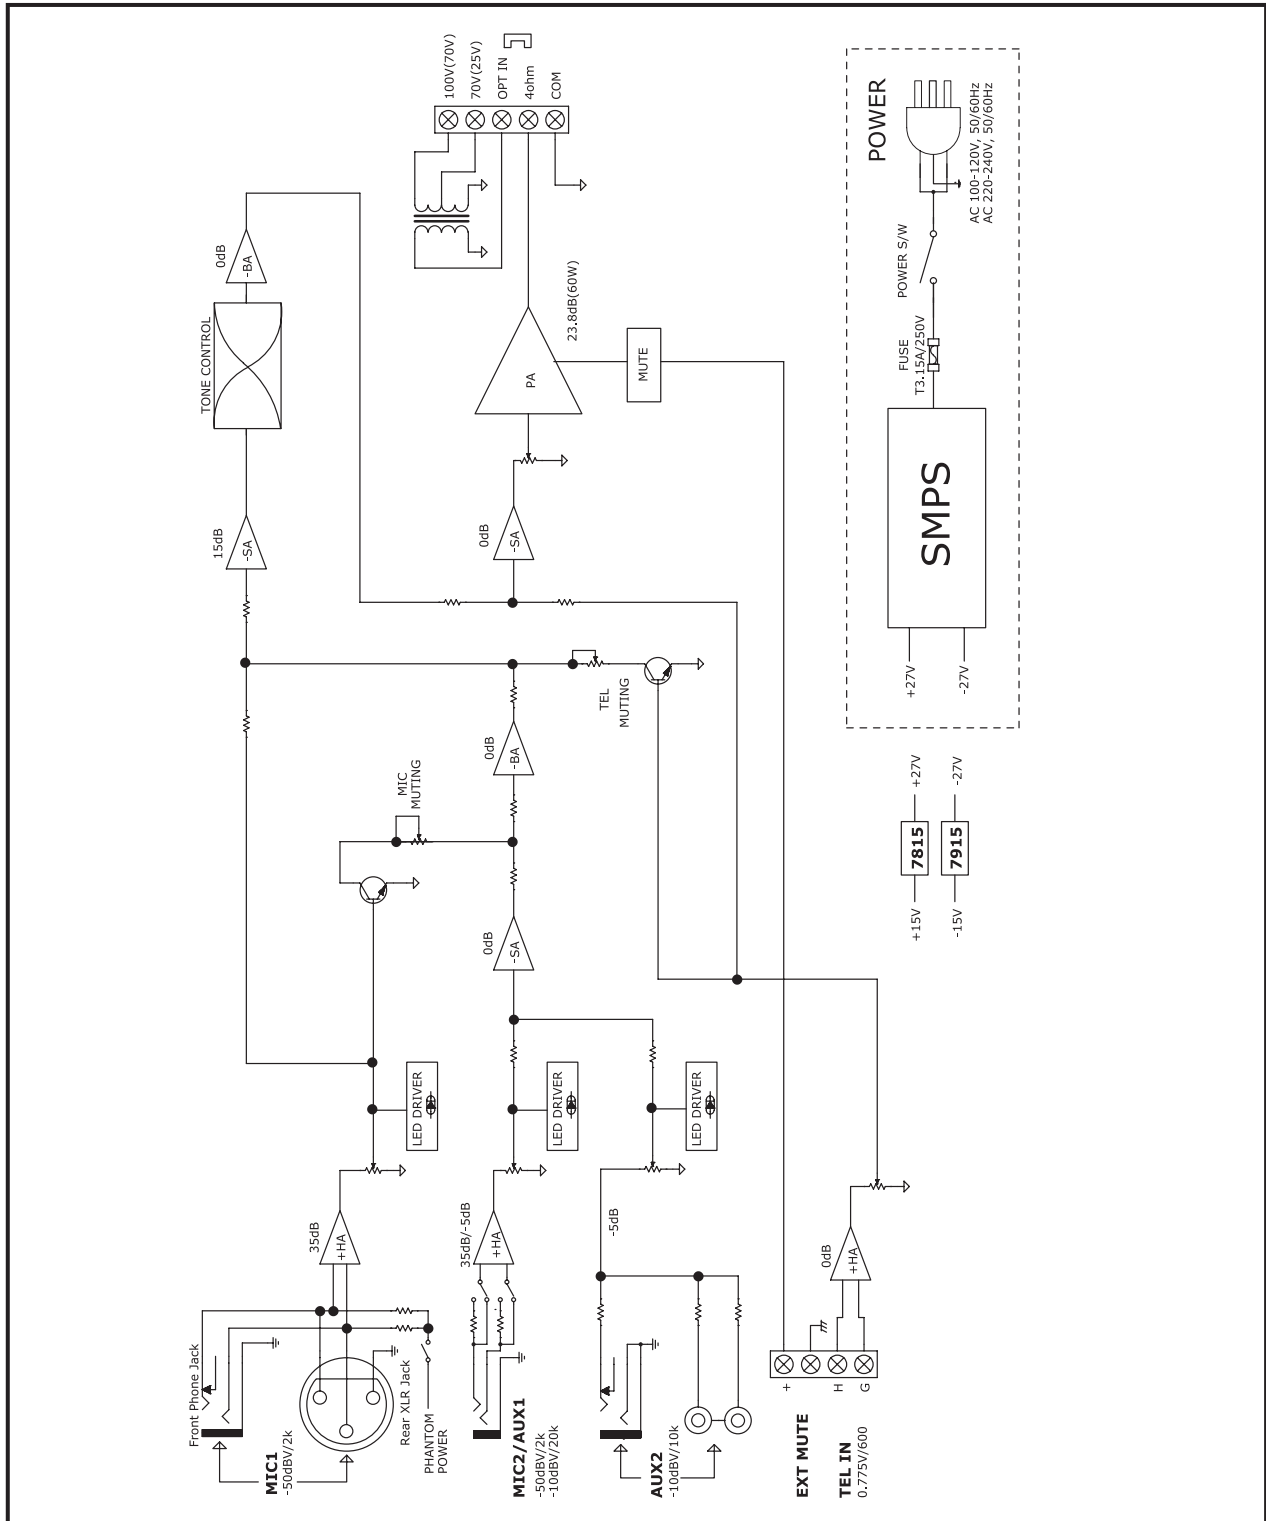 100V(70V)
70V(25V)
OPT IN
4ohm
COM
POWER
AC 100-120V, 50/60Hz
AC 220-240V, 50/60Hz
POWER S/W
FUSE
T3.15A/250V
SMPS
+27V
-27V
+27V
7815
+15V
-27V
7915
-15V
0dB
-BA
TONE CONTROL
15dB
-SA
23.8dB(60W)
PA
MUTE
0dB
-SA
TEL
MUTING
0dB
-BA
MIC
MUTING
0dB
-SA
LED DRIVER
LED DRIVER
LED DRIVER
35dB
+HA
35dB/-5dB
+HA
-5dB
0dB
+HA
Front Phone Jack
Rear XLR Jack
PHANTOM
POWER
MIC1
-50dBV/2k
MIC2/AUX1
-50dBV/2k
-10dBV/20k
AUX2
-10dBV/10k
+
H
G
EXT MUTE
TEL IN
0.775V/600